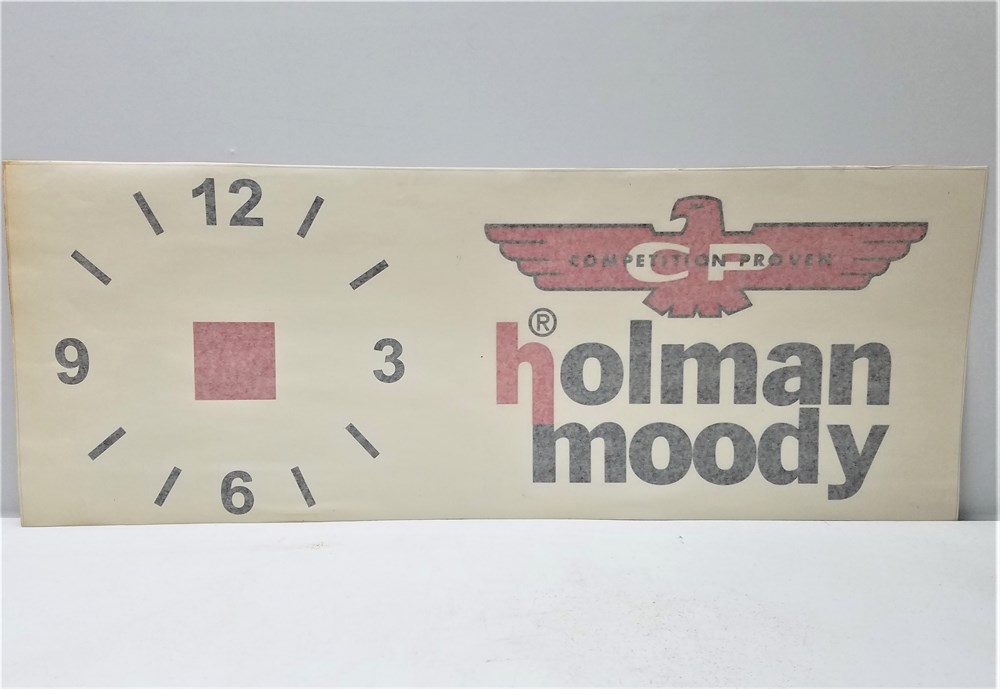 12
9
3
6
CP
COMPETITION PROVEN
®
holman
moody